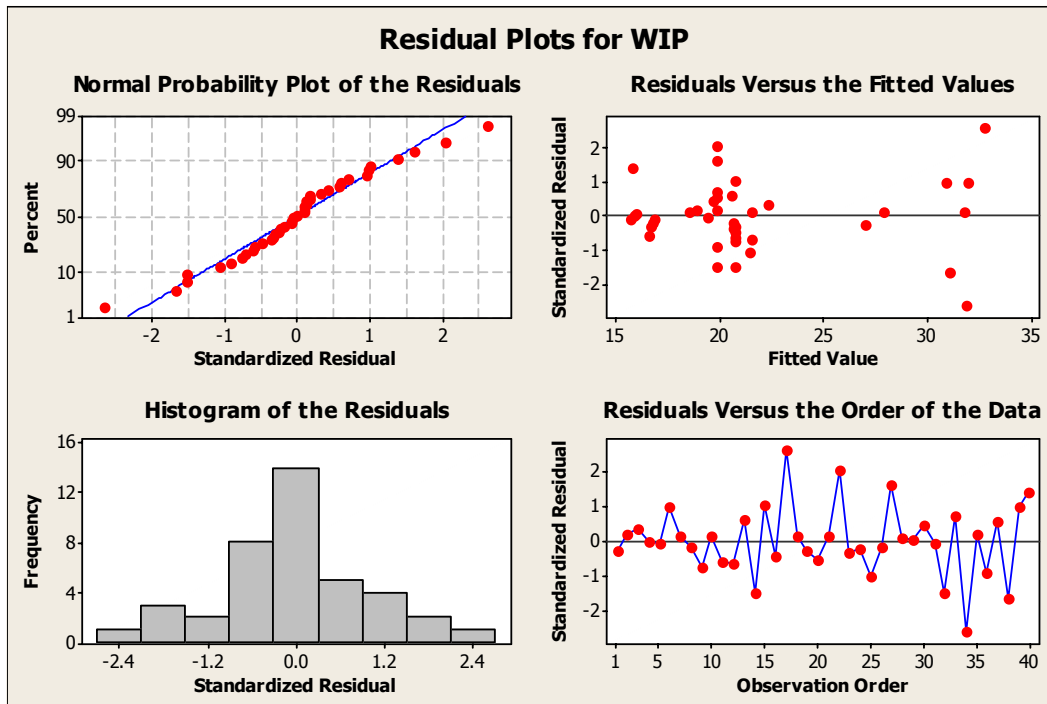 Residual Plots for WIP
Normal Probability Plot of the Residuals
Percent
99
90
50
10
1
-2 -1 0 1 2
Standardized Residual
Residuals Versus the Fitted Values
Standardized Residual
2
1
0
-1
-2
15 20 25 30 35
Fitted Value
Histogram of the Residuals
Frequency
16
12
8
4
0
-2.4 -1.2 0.0 1.2 2.4
Standardized Residual
Residuals Versus the Order of the Data
Standardized Residual
2
1
0
-1
-2
1 5 10 15 20 25 30 35 40
Observation Order